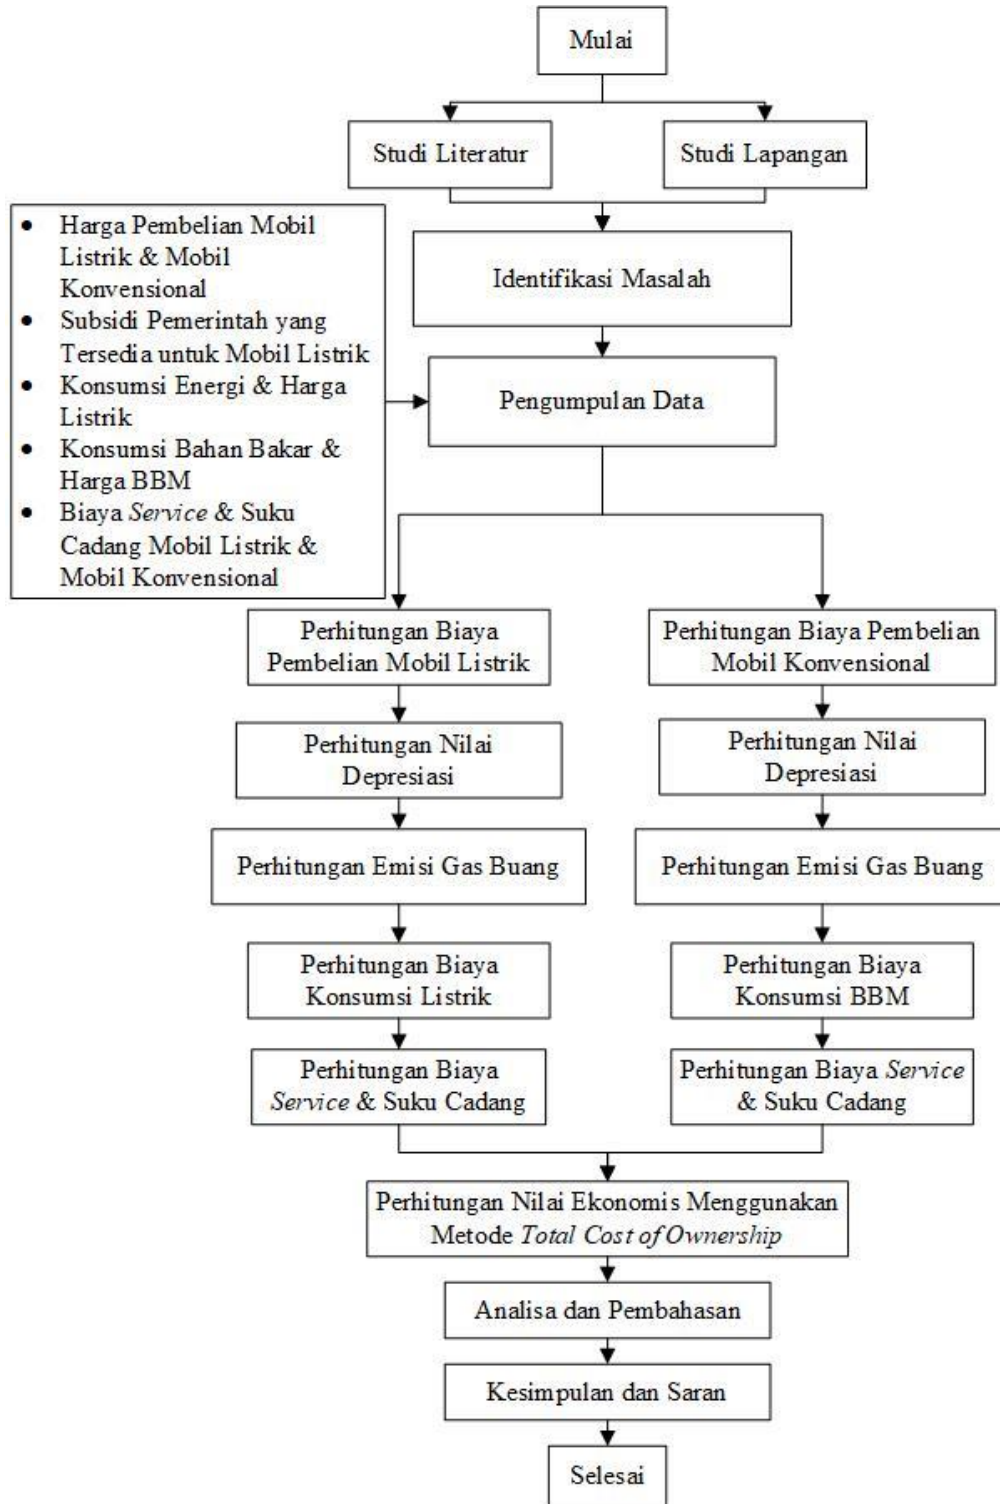 Mulai
Studi Literatur
Studi Lapangan
• Harga Pembelian Mobil
Listrik & Mobil
Konvensional
• Subsidi Pemerintah yang
Tersedia untuk Mobil Listrik
• Konsumsi Energi & Harga
Listrik
• Konsumsi Bahan Bakar &
Harga BBM
• Biaya Service & Suku
Cadang Mobil Listrik &
Mobil Konvensional
Identifikasi Masalah
Pengumpulan Data
Perhitungan Biaya
Pembelian Mobil Listrik
Perhitungan Nilai
Depresiasi
Perhitungan Emisi Gas Buang
Perhitungan Biaya
Konsumsi Listrik
Perhitungan Biaya
Service & Suku Cadang
Perhitungan Biaya Pembelian
Mobil Konvensional
Perhitungan Nilai
Depresiasi
Perhitungan Emisi Gas Buang
Perhitungan Biaya
Konsumsi BBM
Perhitungan Biaya Service
& Suku Cadang
Perhitungan Nilai Ekonomis Menggunakan
Metode Total Cost of Ownership
Analisa dan Pembahasan
Kesimpulan dan Saran
Selesai